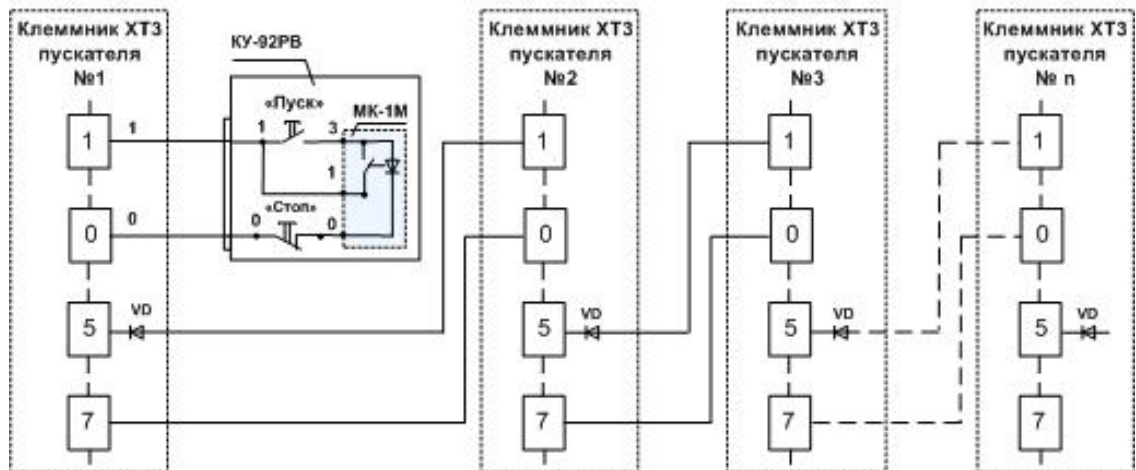 Клеммник ХТ3
пускателя
№1
КУ-92РВ
Клеммник ХТ3
пускателя
№2
Клеммник ХТ3
пускателя
№3
Клеммник ХТ3
пускателя
№ n
«Пуск»
МК-1М
1
1
1
3
1
1
1
1
«Стоп»
0
0
0
0
0
0
0
5
VD
5
VD
5
VD
5
VD
7
7
7
7